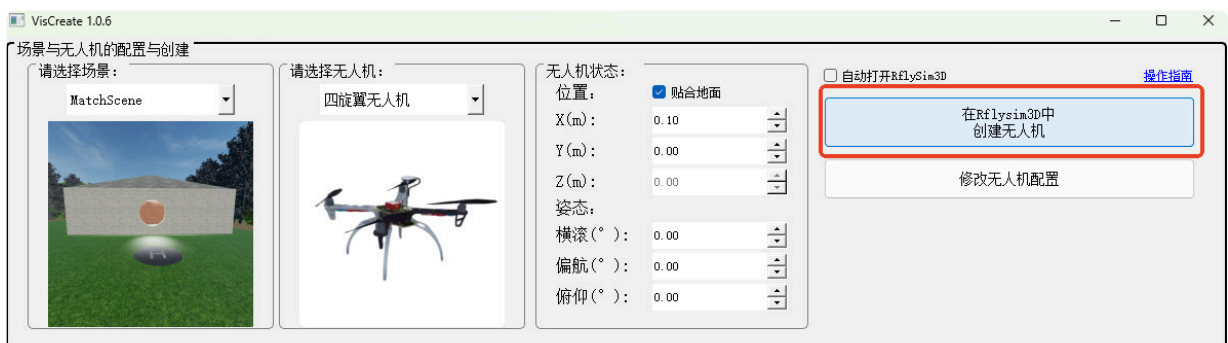 VisCreate 1.0.6
场景与无人机的配置与创建
请选择场景：
MatchScene
请选择无人机：
四旋翼无人机
无人机状态：
位置：
贴合地面
X(m)：
0.10
Y(m)：
0.00
Z(m)：
0.00
姿态：
横滚(°)：
0.00
偏航(°)：
0.00
俯仰(°)：
0.00
自动打开RflySim3D
操作指南
在Rflysim3D中
创建无人机
修改无人机配置
H